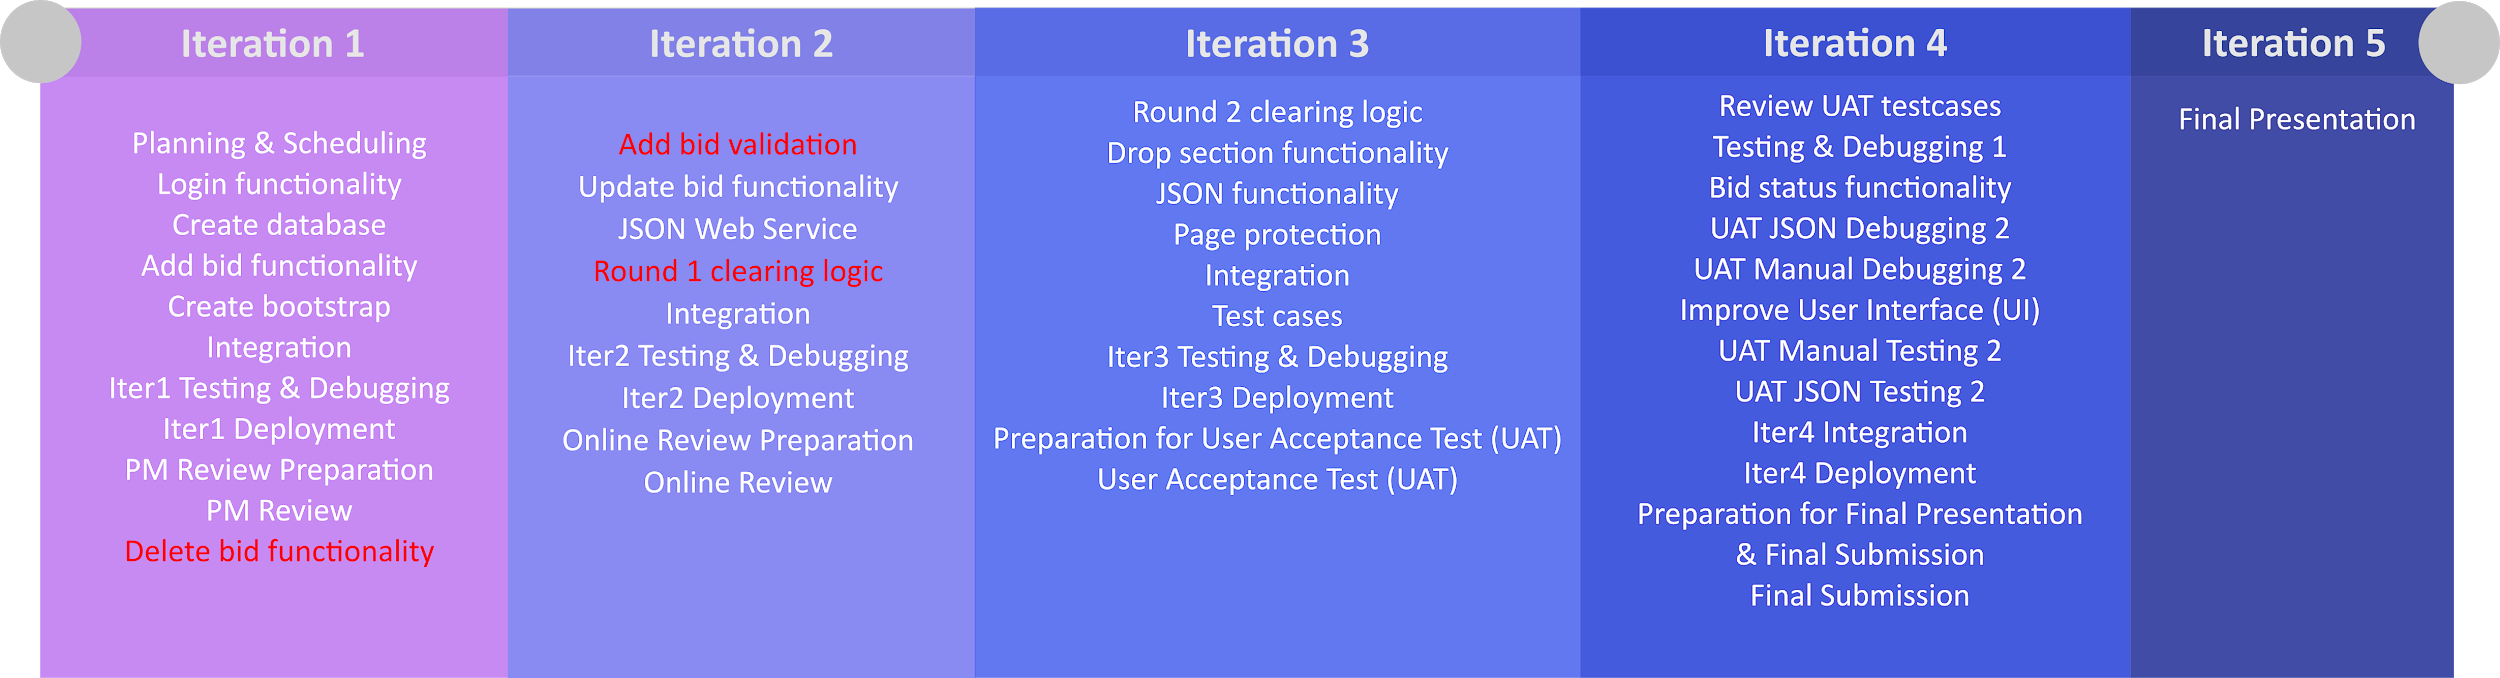 Iteration 1
Planning & Scheduling
Login functionality
Create database
Add bid functionality
Create bootstrap
Integration
Iter1 Testing & Debugging
Iter1 Deployment
PM Review Preparation
PM Review
Delete bid functionality
Iteration 2
Add bid validation
Update bid functionality
JSON Web Service
Round 1 clearing logic
Integration
Iter2 Testing & Debugging
Iter2 Deployment
Online Review Preparation
Online Review
Iteration 3
Round 2 clearing logic
Drop section functionality
JSON functionality
Page protection
Integration
Test cases
Iter3 Testing & Debugging
Iter3 Deployment
Preparation for User Acceptance Test (UAT)
User Acceptance Test (UAT)
Iteration 4
Review UAT testcases
Testing & Debugging 1
Bid status functionality
UAT JSON Debugging 2
UAT Manual Debugging 2
Improve User Interface (UI)
UAT Manual Testing 2
UAT JSON Testing 2
Iter4 Integration
Iter4 Deployment
Preparation for Final Presentation
& Final Submission
Final Submission
Iteration 5
Final Presentation